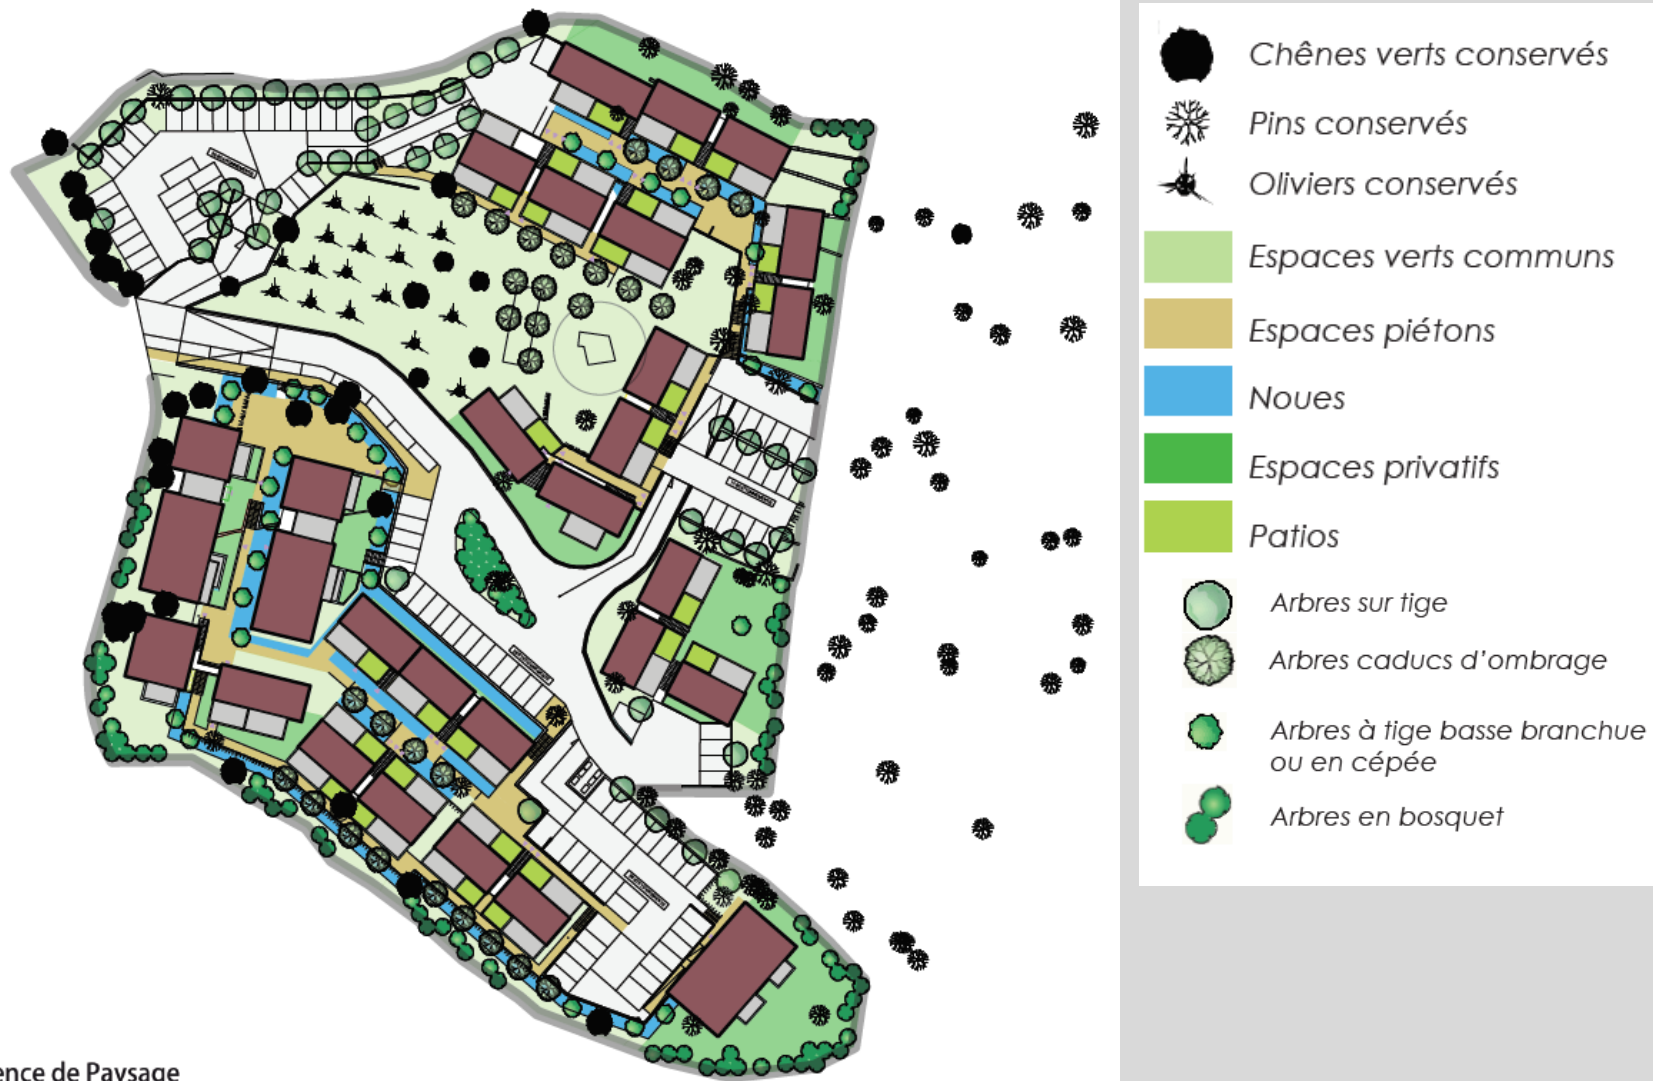 Chênes verts conservés
Pins conservés
Oliviers conservés
Espaces verts communs
Espaces piétons
Noues
Espaces privatifs
Patios
Arbres sur tige
Arbres caducs d'ombrage
Arbres à tige basse branchue
ou en cépée
Arbres en bosquet
ence de Paysage